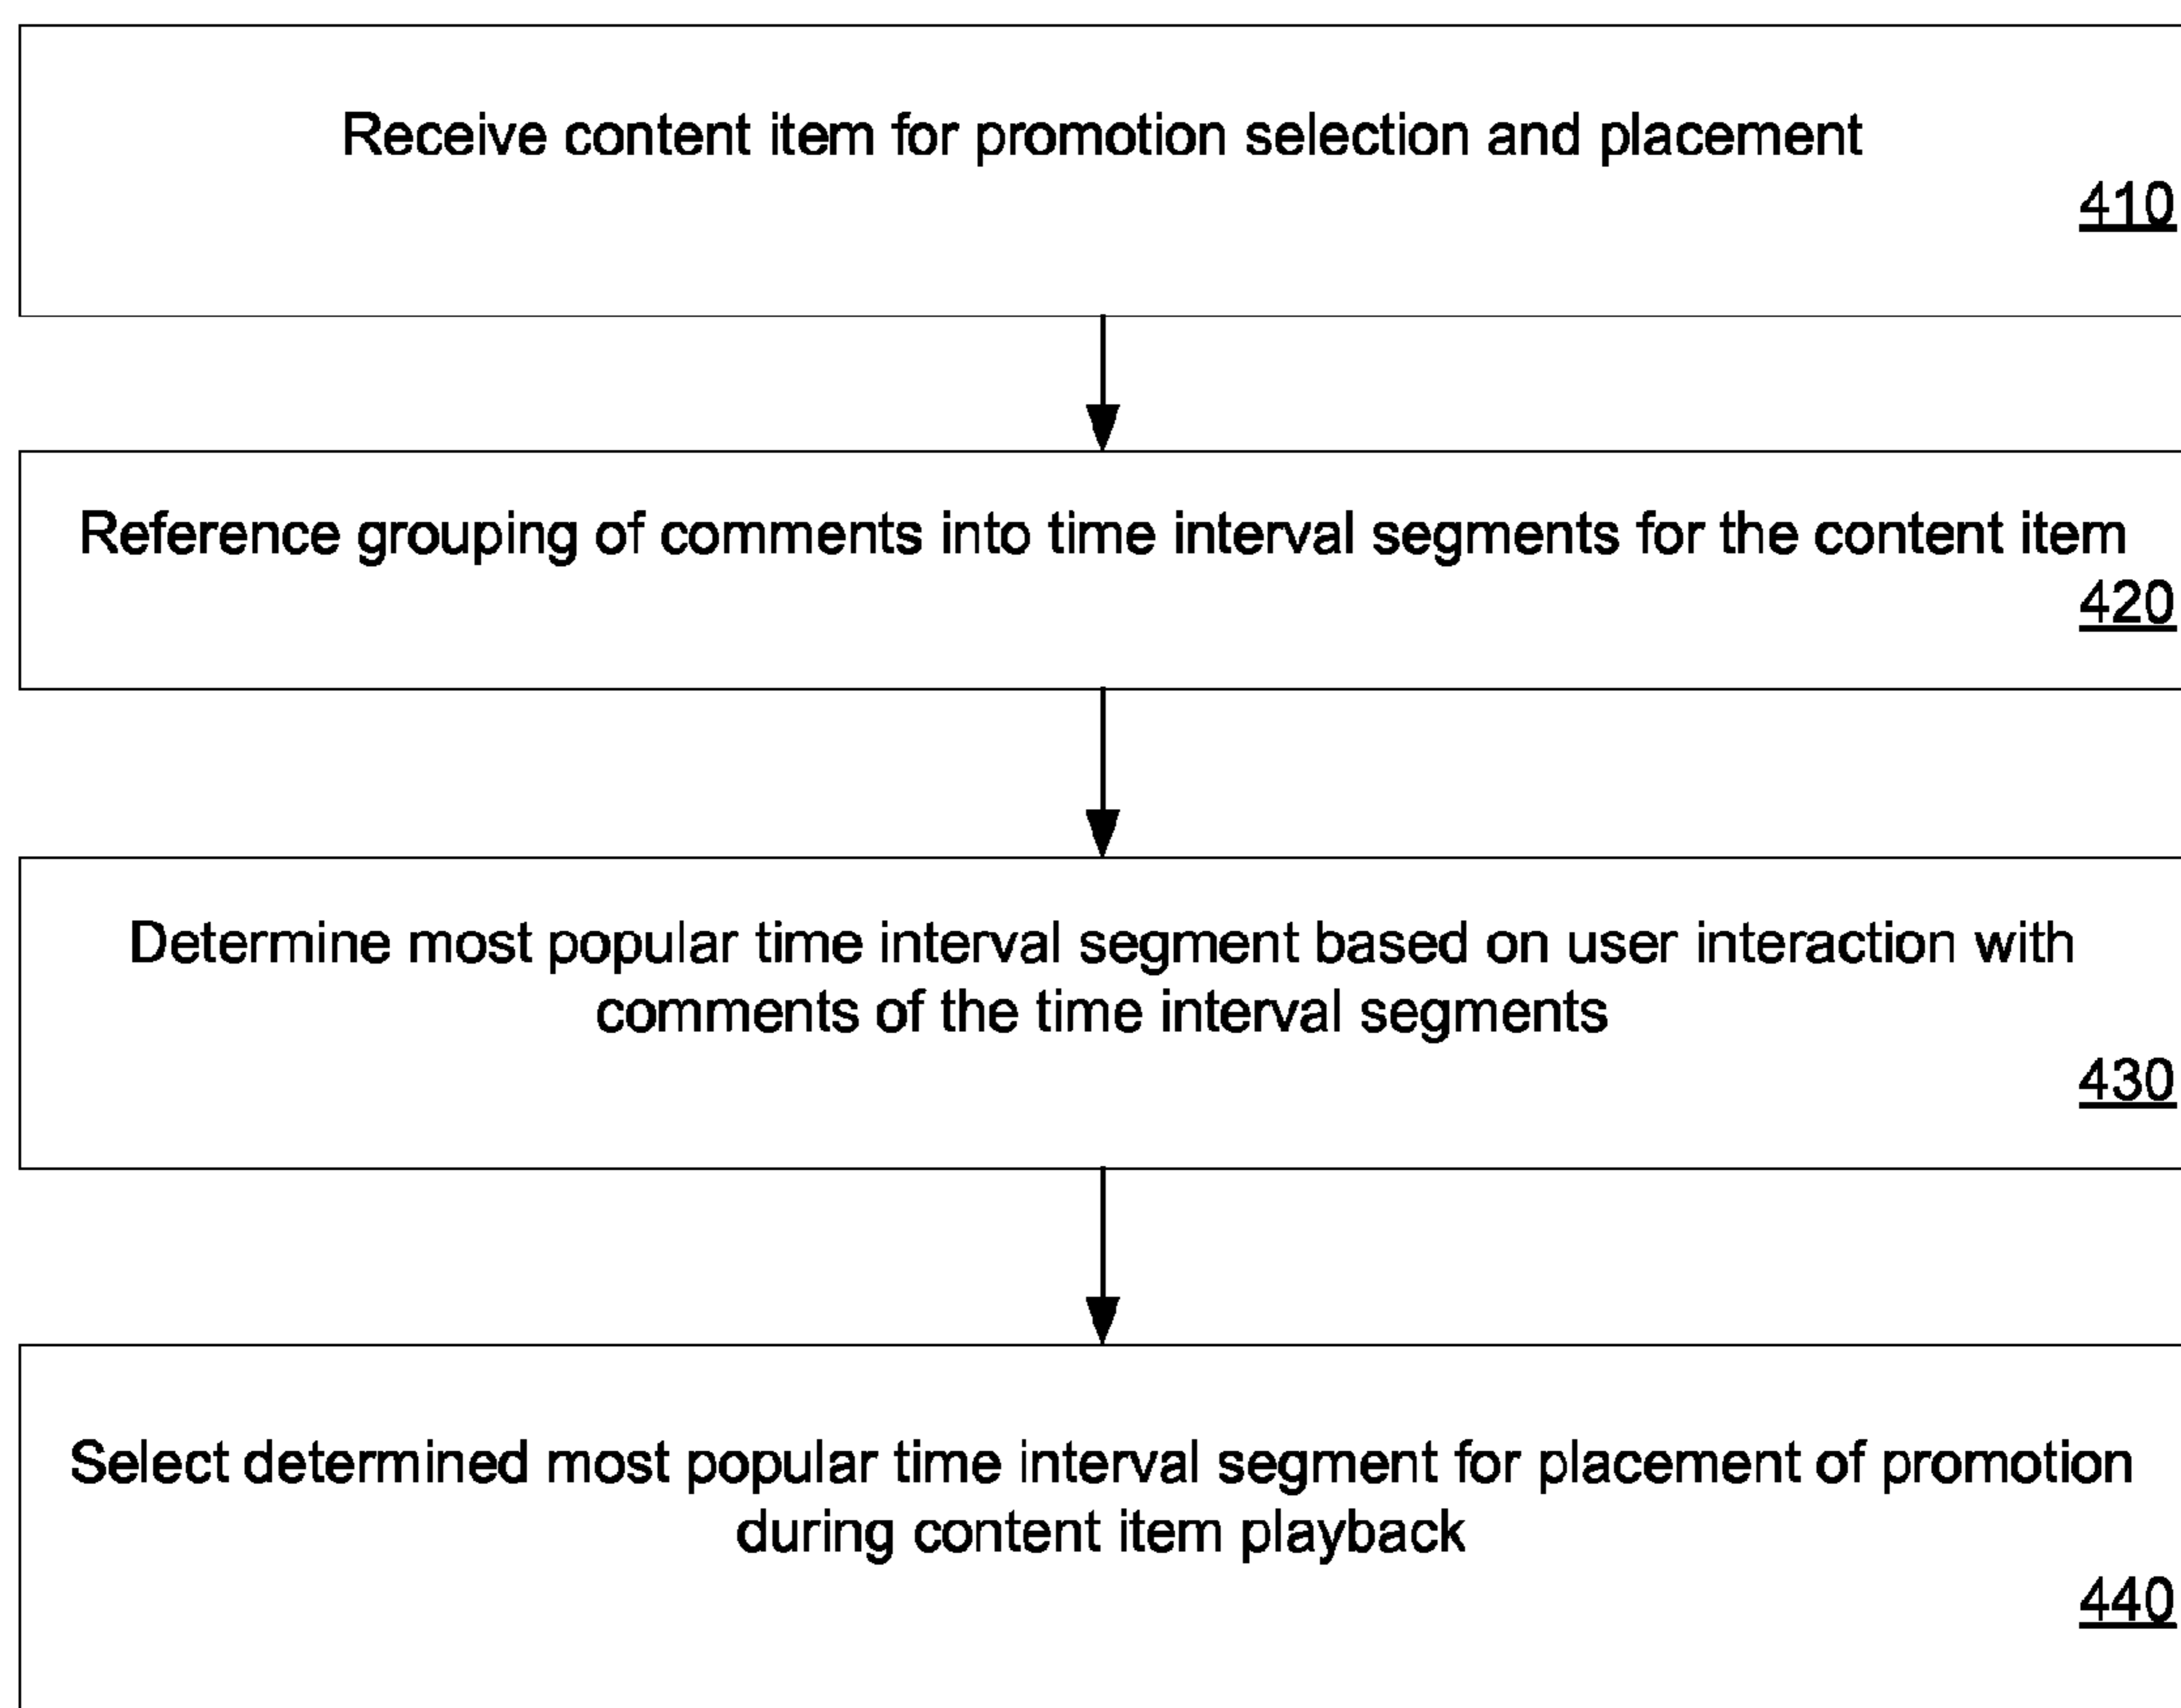 Receive content item for promotion selection and placement
410
Reference grouping of comments into time interval segments for the content item
420
Determine most popular time interval segment based on user interaction with
comments of the time interval segments
430
Select determined most popular time interval segment for placement of promotion
during content item playback
440